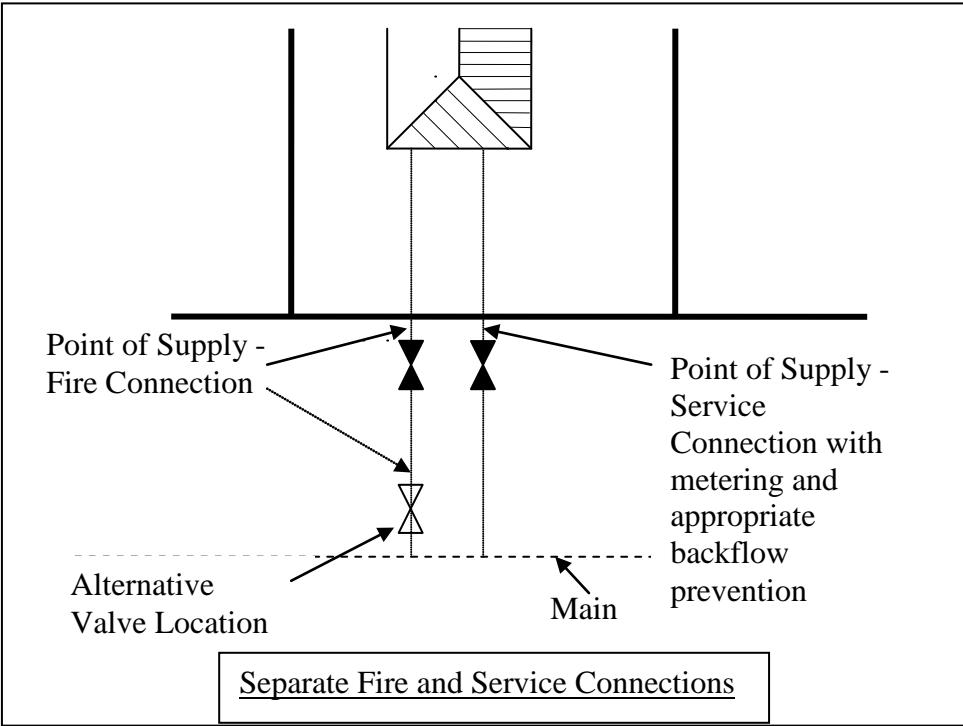 Point of Supply -
Fire Connection
Point of Supply -
Service
Connection with
metering and
appropriate
backflow
prevention
Alternative
Valve Location
Main
Separate Fire and Service Connections